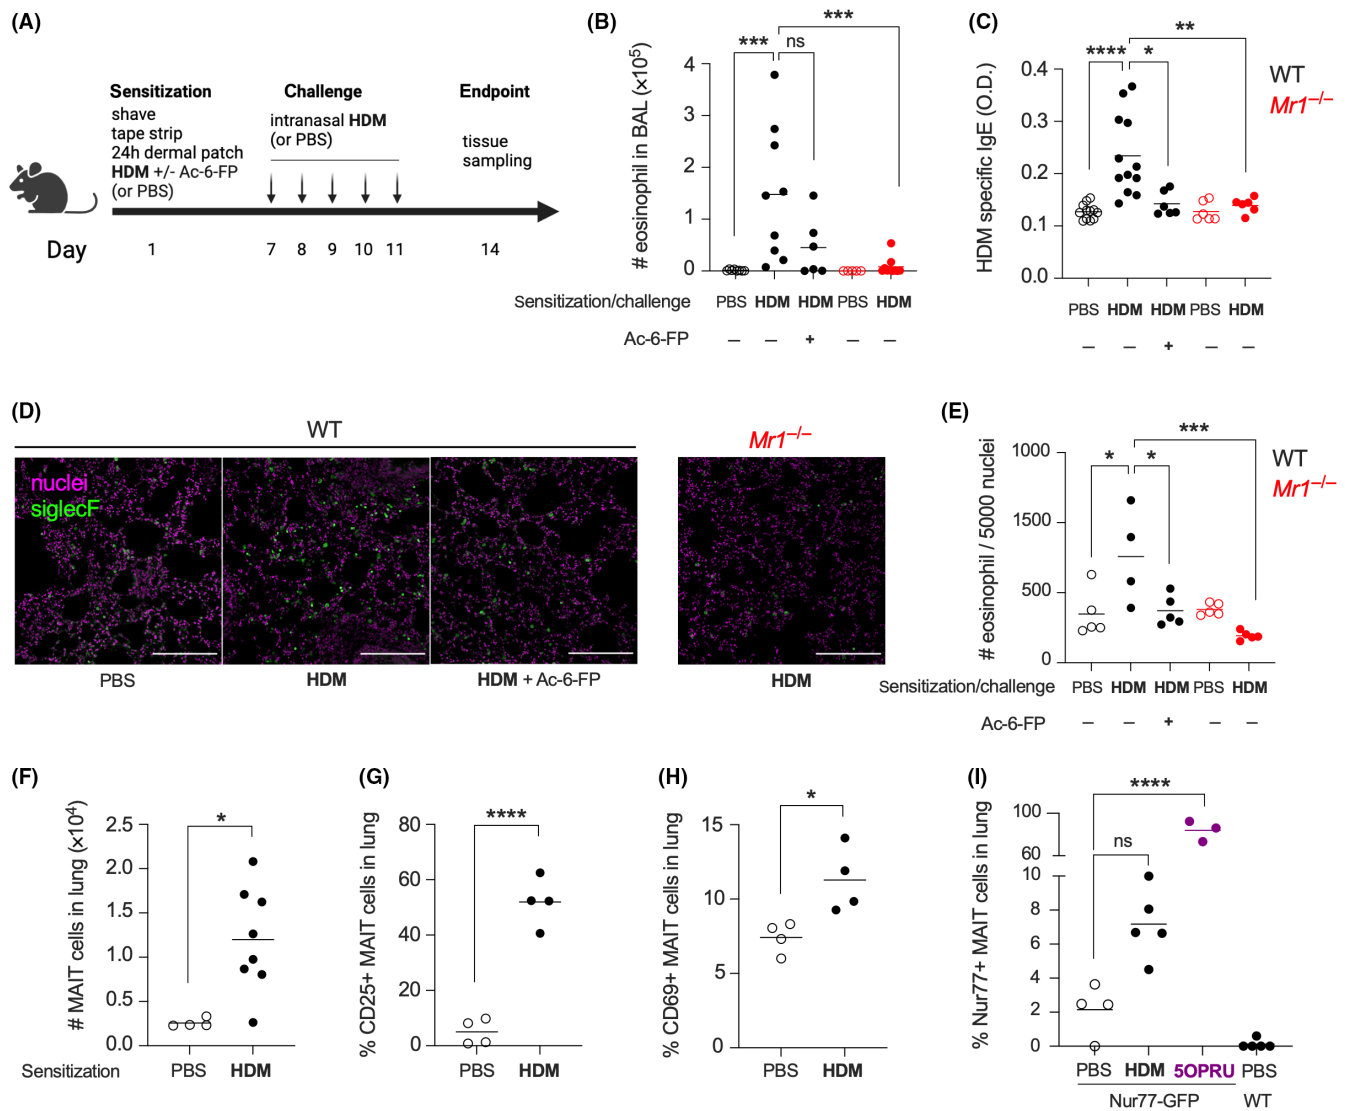 (A)
Sensitization
shave
tape strip
24h dermal patch
HDM +/- Ac-6-FP
(or PBS)
Challenge
intranasal HDM
(or PBS)
Endpoint
tissue
sampling
Day 1 7 8 9 10 11 14
(B)
# eosinophil in BAL (×10⁵)
***
*** ns
4
3
2
1
0
Sensitization/challenge PBS HDM HDM PBS HDM
Ac-6-FP – – + – –
(C)
HDM specific IgE (O.D.)
**
**** *
0.4
0.3
0.2
0.1
0.0
PBS HDM HDM PBS HDM
– – + – –
WT
Mr1–/–
(D)
WT
Mr1–/–
nuclei
siglecF
PBS HDM HDM + Ac-6-FP HDM
(E)
# eosinophil / 5000 nuclei
***
* *
1000
1500
500
0
Sensitization/challenge PBS HDM HDM PBS HDM
Ac-6-FP – – + – –
WT
Mr1–/–
(F)
# MAIT cells in lung (×10⁴)
*
2.5
2.0
1.5
1.0
0.5
0.0
Sensitization PBS HDM
(G)
% CD25+ MAIT cells in lung
****
80
60
40
20
0
PBS HDM
(H)
% CD69+ MAIT cells in lung
*
15
10
5
0
PBS HDM
(I)
% Nur77+ MAIT cells in lung
****
ns
100
60
10
8
6
4
2
0
PBS HDM 5OPRU PBS
Nur77-GFP WT